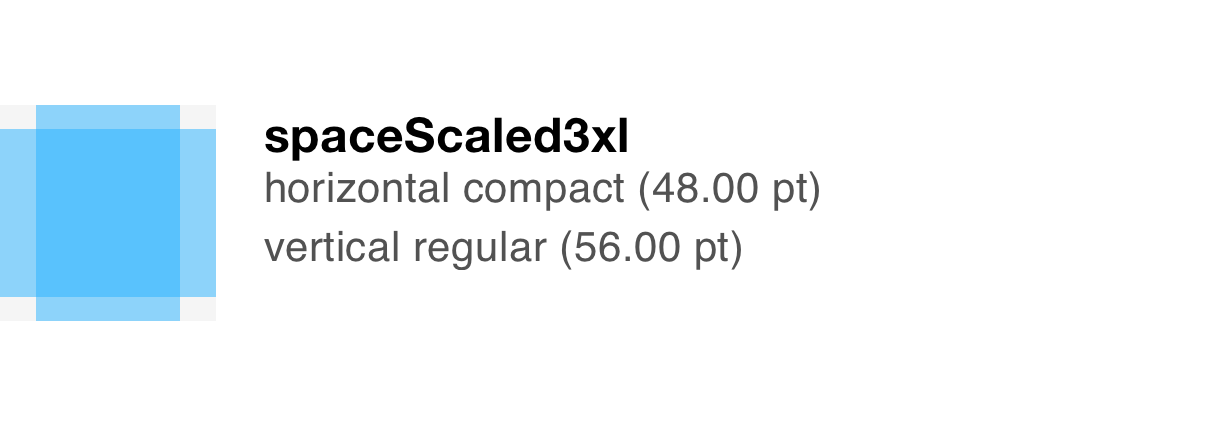 spaceScaled3xl
horizontal compact (48.00 pt)
vertical regular (56.00 pt)